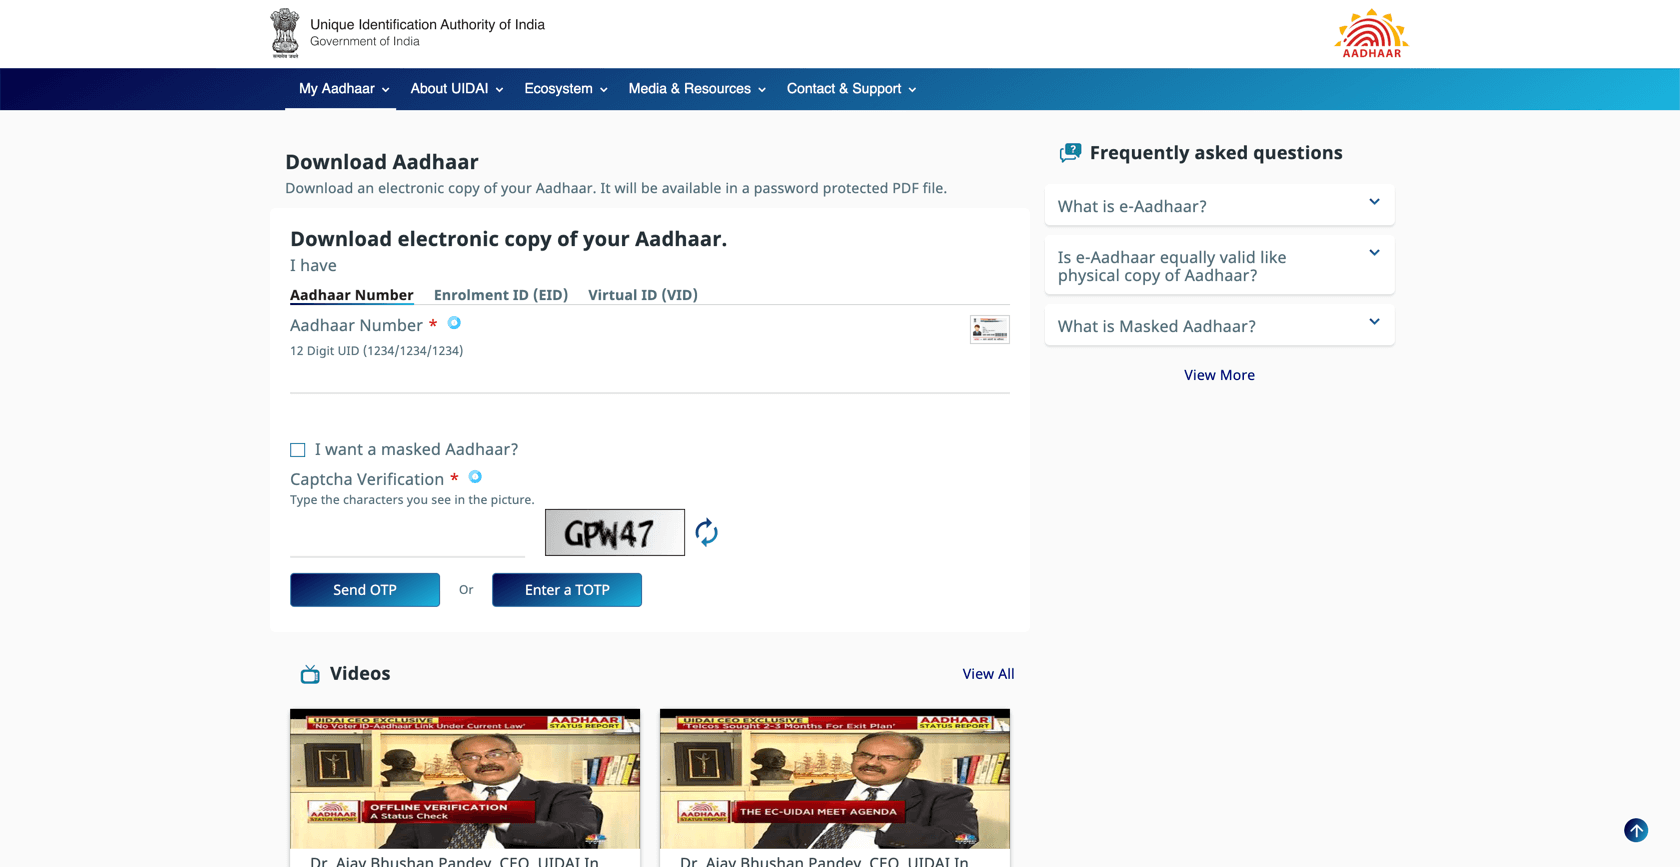 Unique Identification Authority of India
Government of India
AADHAAR
My Aadhaar
About UIDAI
Ecosystem
Media & Resources
Contact & Support
Download Aadhaar
Download an electronic copy of your Aadhaar. It will be available in a password protected PDF file.
Download electronic copy of your Aadhaar.
I have
Aadhaar Number
Enrolment ID (EID)
Virtual ID (VID)
Aadhaar Number *
12 Digit UID (1234/1234/1234)
I want a masked Aadhaar?
Captcha Verification *
Type the characters you see in the picture.
GPW47
Send OTP
Or
Enter a TOTP
Frequently asked questions
What is e-Aadhaar?
Is e-Aadhaar equally valid like
physical copy of Aadhaar?
What is Masked Aadhaar?
View More
Videos
View All
UIDAI CEO EXCLUSIVE
'No Voter ID-Aadhaar Link Under Current Law'
AADHAAR
STATUS REPORT
AADHAAR
STATUS REPORT
OFFLINE VERIFICATION
A Status Check
Dr. Ajay Bhushan Pandey, CEO, UIDAI In
UIDAI CEO EXCLUSIVE
'Telcos Sought 2-3 Months For Exit Plan'
AADHAAR
STATUS REPORT
AADHAAR
STATUS REPORT
THE EC-UIDAI MEET AGENDA
Dr. Ajay Bhushan Pandey, CEO, UIDAI In